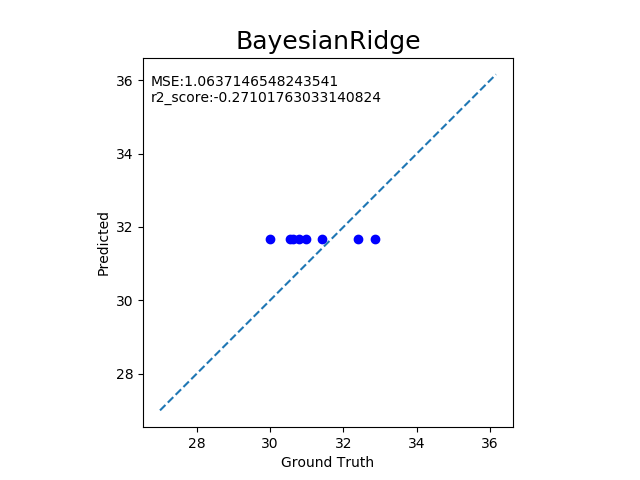 BayesianRidge
MSE:1.0637146548243541
r2_score:-0.27101763033140824
36
34
32
30
28
Predicted
28 30 32 34 36
Ground Truth